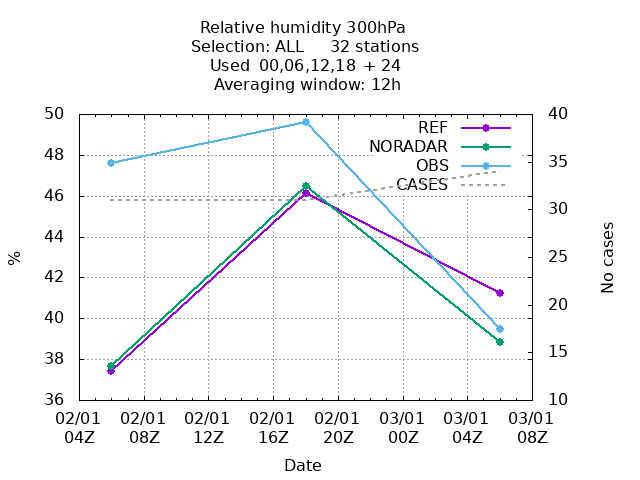 Relative humidity 300hPa
Selection: ALL     32 stations
Used  00,06,12,18 + 24
Averaging window: 12h
50
40
REF
NORADAR
OBS
CASES
48
35
46
30
44
%
25
No cases
42
20
40
15
38
36
10
02/01 02/01 02/01 02/01 02/01 03/01 03/01 03/01
04Z 08Z 12Z 16Z 20Z 00Z 04Z 08Z
Date